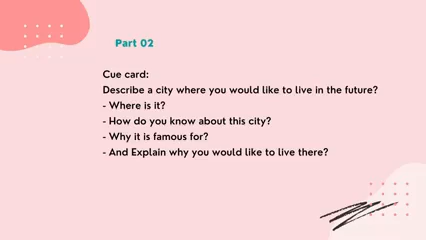 Part 02
Cue card:
Describe a city where you would like to live in the future?
- Where is it?
- How do you know about this city?
- Why it is famous for?
- And Explain why you would like to live there?